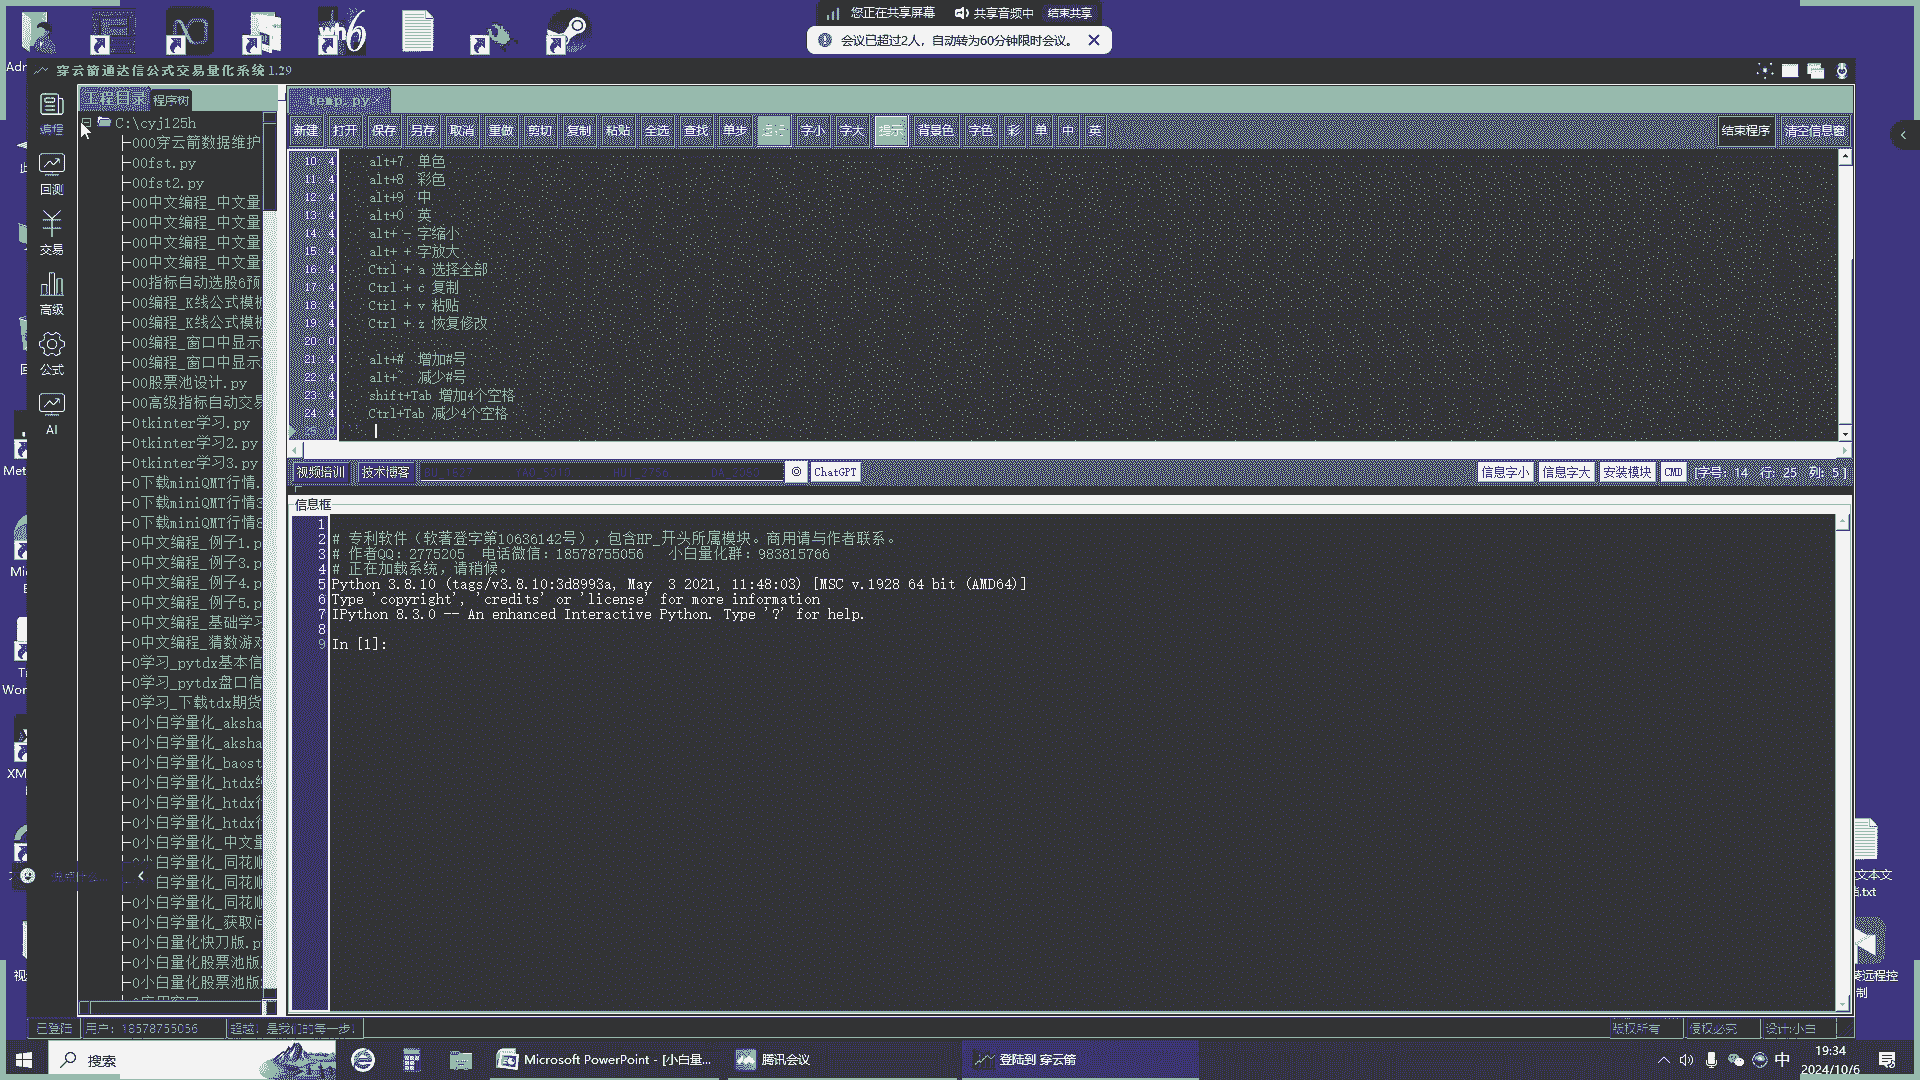 您正在共享屏幕 共享音频中 结束共享
会议已超过2人，自动转为60分钟限时会议。
穿云箭通达信公式交易量化系统1.29
工程目录 程序树
temp.py
新建 打开 保存 另存 取消 重做 剪切 复制 粘贴 全选 查找 单步 运行 字小 字大 提示 背景色 字色 彩 单 中 英 结束程序 清空信息窗
编程
回测
交易
高级
公式
AI
C:\cyj125h
000穿云箭数据维护
00fst.py
00fst2.py
00中文编程_中文量
00中文编程_中文量
00中文编程_中文量
00中文编程_中文量
00指标自动选股6预
00编程_K线公式模板
00编程_K线公式模板
00编程_窗口中显示
00编程_窗口中显示
00股票池设计.py
00高级指标自动交易
0tkinter学习.py
0tkinter学习2.py
0tkinter学习3.py
0下载miniQMT行情.
0下载miniQMT行情3
0下载miniQMT行情8
0中文编程_例子1.p
0中文编程_例子3.p
0中文编程_例子4.p
0中文编程_例子5.p
0中文编程_基础学习
0中文编程_猜数游戏
0学习_pytdx基本信
0学习_pytdx盘口信
0学习_下载tdx期货
0小白学量化_aksha
0小白学量化_aksha
0小白学量化_baost
0小白学量化_htdx
0小白学量化_htdx行
0小白学量化_htdx行
0小白学量化_中文量
白学量化_同花顺
白学量化_同花顺
0小白学量化_同花顺
0小白学量化_获取问
0小白量化快刀版.p
0小白量化股票池版
0小白量化股票池版
10 4 alt+7 单色
11 4 alt+8 彩色
12 4 alt+9 中
13 4 alt+0 英
14 4 alt+ - 字缩小
15 4 alt+ + 字放大
16 4 Ctrl + a 选择全部
17 4 Ctrl + c 复制
18 4 Ctrl + v 粘贴
19 4 Ctrl + z 恢复修改
20 0
21 4 alt+# 增加#号
22 4 alt+~ 减少#号
23 4 shift+Tab 增加4个空格
24 4 Ctrl+Tab 减少4个空格
25 0
视频培训 技术博客 ChatGPT 信息字小 信息字大 安装模块 CMD [字号: 14 行: 25 列: 5]
信息框
1
2 # 专利软件（软著登字第10636142号），包含HP_开头所属模块。商用请与作者联系。
3 # 作者QQ：2775205 电话微信：18578755056 小白量化群：983815766
4 # 正在加载系统，请稍候。
5 Python 3.8.10 (tags/v3.8.10:3d8993a, May 3 2021, 11:48:03) [MSC v.1928 64 bit (AMD64)]
6 Type 'copyright', 'credits' or 'license' for more information
7 IPython 8.3.0 -- An enhanced Interactive Python. Type '?' for help.
8
9 In [1]:
已登陆 用户：18578755056 超越，是我们的每一步！ 版权所有 侵权必究 设计:小白
搜索 Microsoft PowerPoint - [小白量... 腾讯会议 登陆到 穿云箭 中 19:34
2024/10/6